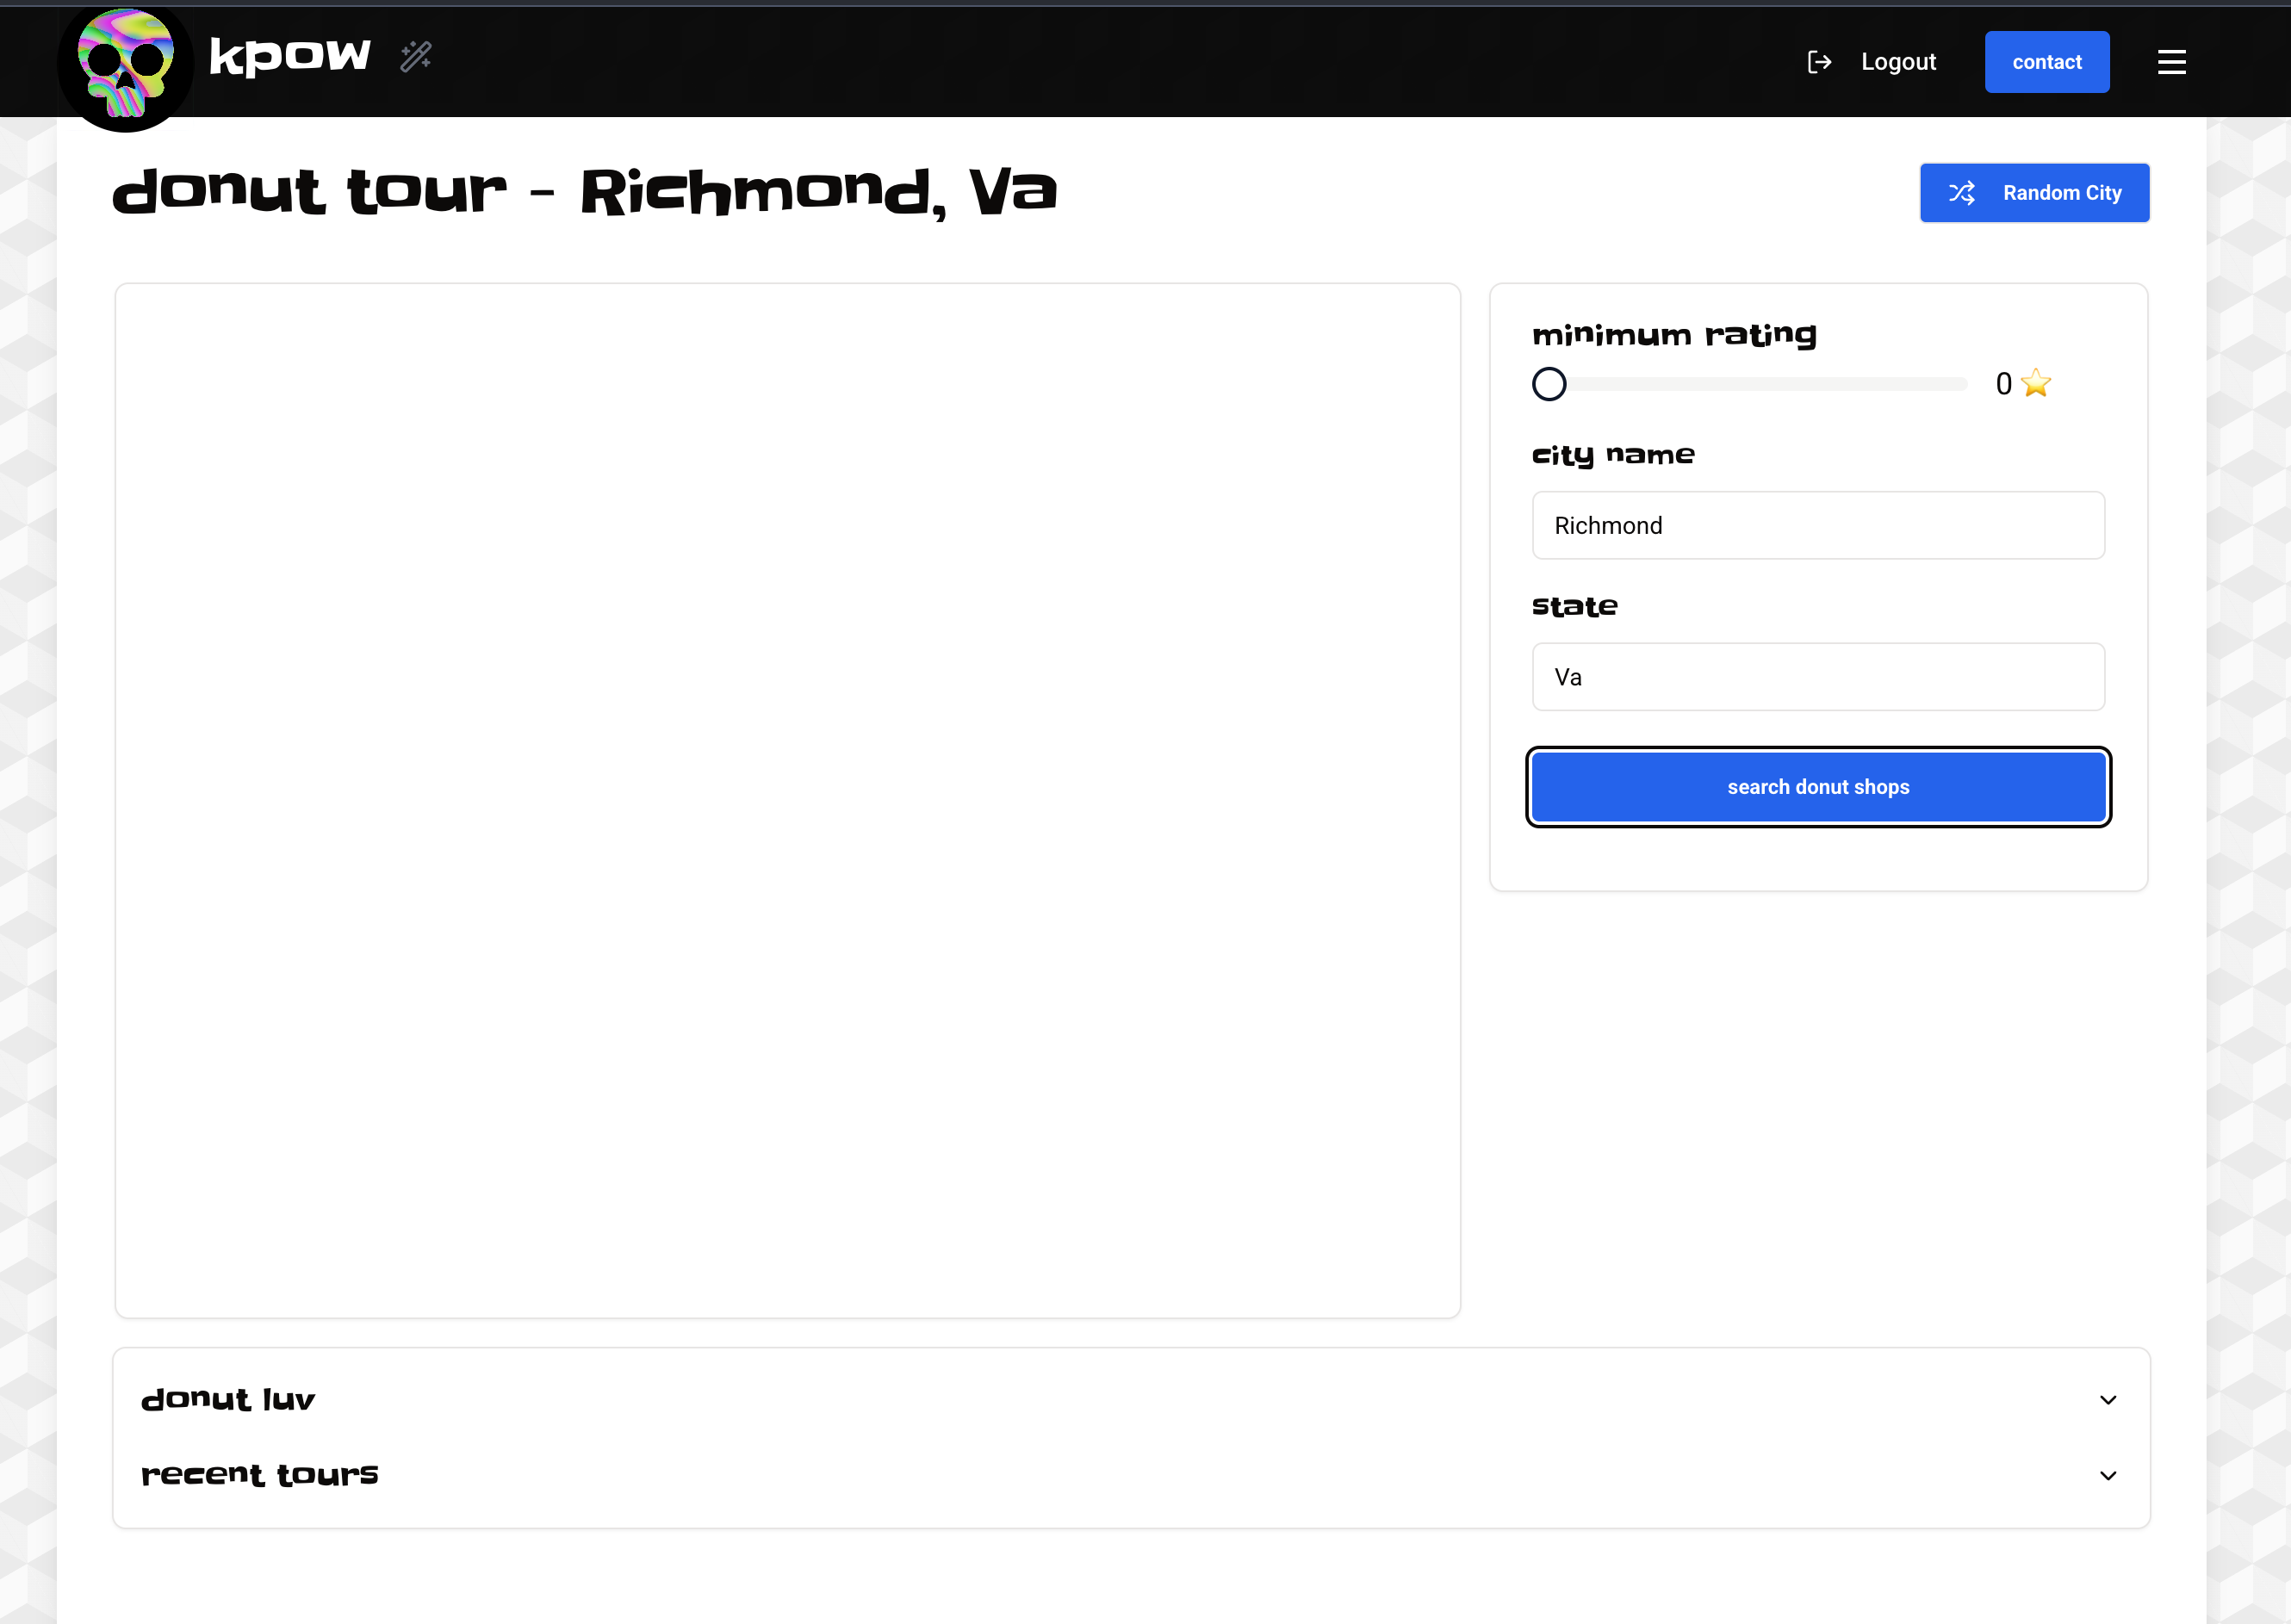 kpow
Logout
contact
donut tour - Richmond, Va
Random City
minimum rating
0
city name
Richmond
state
Va
search donut shops
donut luv
recent tours